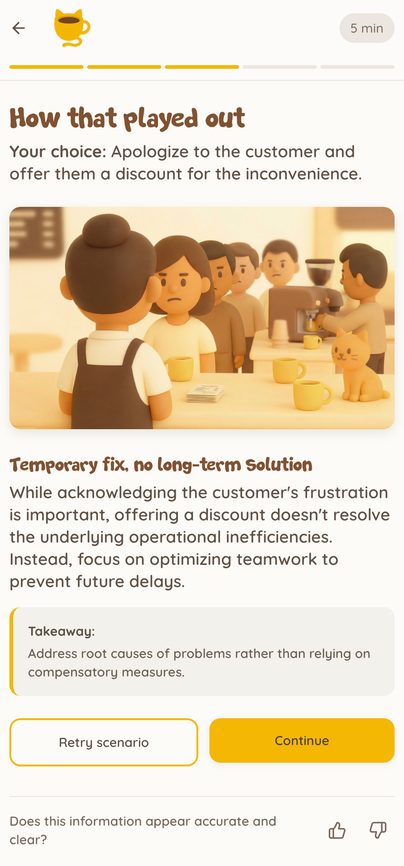 5 min
How that played out
Your choice: Apologize to the customer and
offer them a discount for the inconvenience.
Temporary fix, no long-term Solution
While acknowledging the customer's frustration
is important, offering a discount doesn't resolve
the underlying operational inefficiencies.
Instead, focus on optimizing teamwork to
prevent future delays.
Takeaway:
Address root causes of problems rather than relying on
compensatory measures.
Retry scenario
Continue
Does this information appear accurate and
clear?